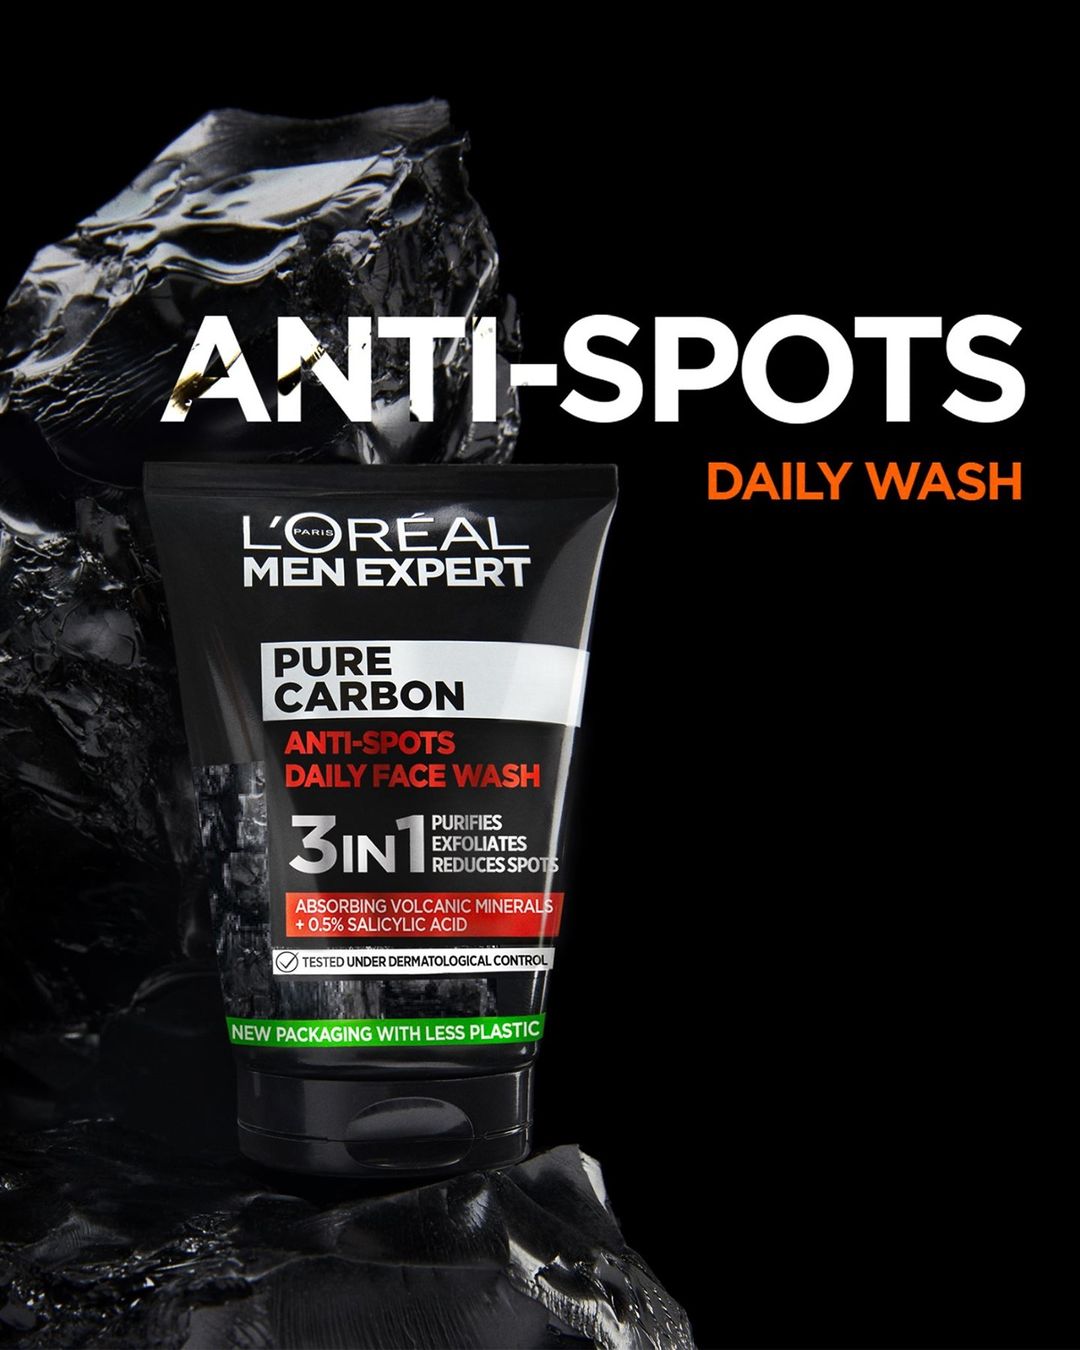 ANTI-SPOTS
DAILY WASH
L'ORÉAL
PARIS
MEN EXPERT
PURE
CARBON
ANTI-SPOTS
DAILY FACE WASH
3IN1
PURIFIES
EXFOLIATES
REDUCES SPOTS
ABSORBING VOLCANIC MINERALS
+ 0.5% SALICYLIC ACID
TESTED UNDER DERMATOLOGICAL CONTROL
NEW PACKAGING WITH LESS PLASTIC